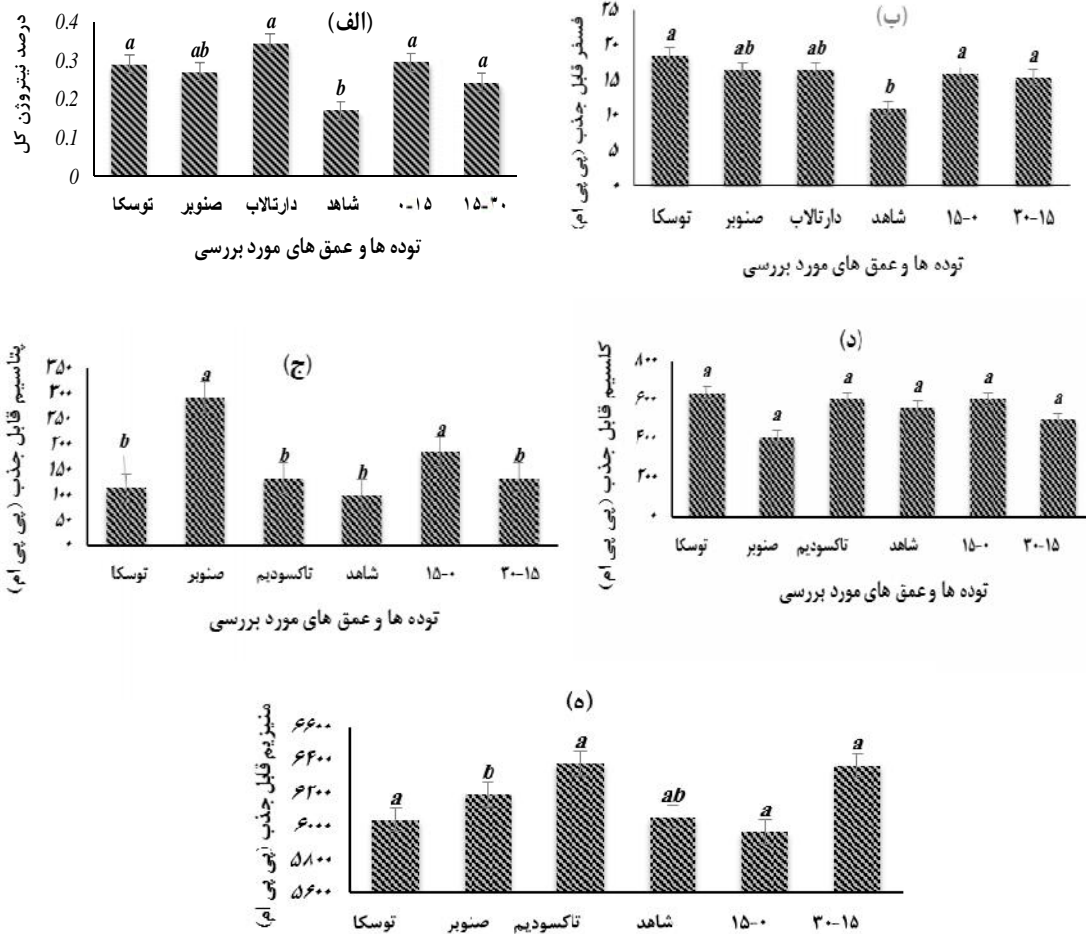 (الف)
درصد نیتروژن کل
0.4
0.3
0.2
0.1
0
a
ab
a
b
a
a
توسکا صنوبر دارتالاب شاهد ۰-۱۵ ۱۵-۳۰
توده ها و عمق های مورد بررسی
(ب)
فسفر قابل جذب (پی پی ام)
۲۵
۲۰
۱۵
۱۰
۵
۰
a
ab
ab
b
a
a
توسکا صنوبر دارتالاب شاهد ۱۵-۰ ۳۰-۱۵
توده ها و عمق های مورد بررسی
(ج)
پتاسیم قابل جذب (پی پی ام)
۳۵۰
۳۰۰
۲۵۰
۲۰۰
۱۵۰
۱۰۰
۵۰
۰
b
a
b
b
a
b
توسکا صنوبر تاکسودیم شاهد ۱۵-۰ ۳۰-۱۵
توده ها و عمق های مورد بررسی
(د)
کلسیم قابل جذب (پی پی ام)
۸۰۰
۶۰۰
۴۰۰
۲۰۰
۰
a
a
a
a
a
a
توسکا صنوبر تاکسودیم شاهد ۱۵-۰ ۳۰-۱۵
توده ها و عمق های مورد بررسی
(ه)
منیزیم قابل جذب (پی پی ام)
۶۶۰۰
۶۴۰۰
۶۲۰۰
۶۰۰۰
۵۸۰۰
۵۶۰۰
a
b
a
ab
a
a
توسکا صنوبر تاکسودیم شاهد ۱۵-۰ ۳۰-۱۵